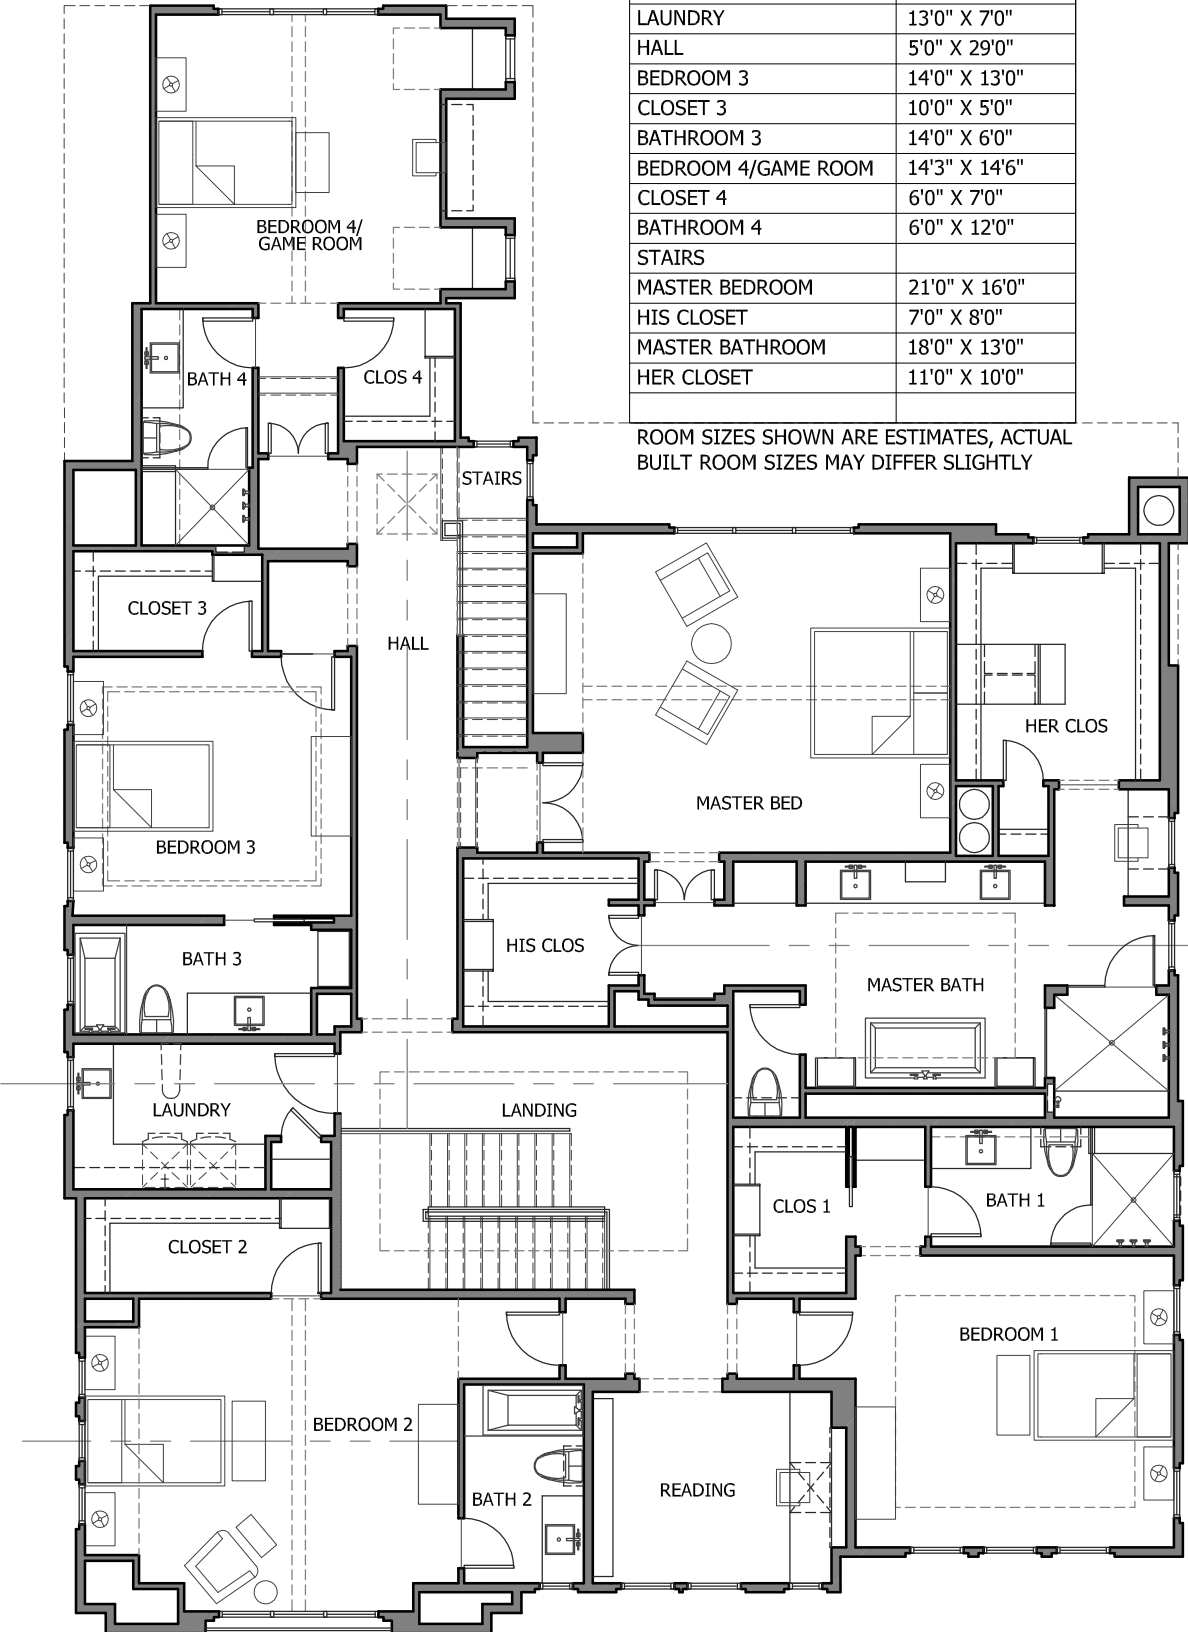 LAUNDRY 13'0" X 7'0"
HALL 5'0" X 29'0"
BEDROOM 3 14'0" X 13'0"
CLOSET 3 10'0" X 5'0"
BATHROOM 3 14'0" X 6'0"
BEDROOM 4/GAME ROOM 14'3" X 14'6"
CLOSET 4 6'0" X 7'0"
BATHROOM 4 6'0" X 12'0"
STAIRS
MASTER BEDROOM 21'0" X 16'0"
HIS CLOSET 7'0" X 8'0"
MASTER BATHROOM 18'0" X 13'0"
HER CLOSET 11'0" X 10'0"
ROOM SIZES SHOWN ARE ESTIMATES, ACTUAL
BUILT ROOM SIZES MAY DIFFER SLIGHTLY
BEDROOM 4/
GAME ROOM
BATH 4
CLOS 4
STAIRS
CLOSET 3
HALL
HER CLOS
MASTER BED
BEDROOM 3
HIS CLOS
BATH 3
MASTER BATH
LAUNDRY
LANDING
CLOS 1
BATH 1
CLOSET 2
BEDROOM 1
BEDROOM 2
READING
BATH 2